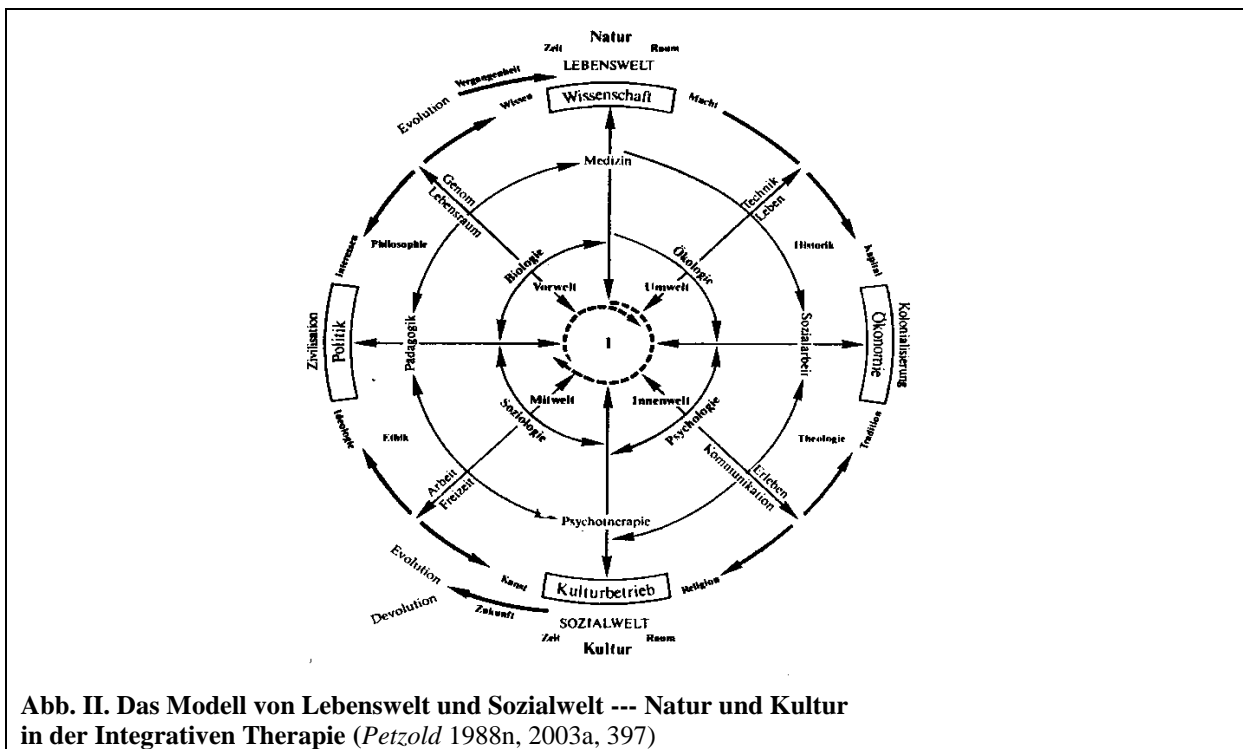 Natur
Zeit Raum
LEBENSWELT
Vergangenheit
Wissenschaft
Evolution
Wissen
Macht
Medizin
Genom
Lebensraum
Technik
Leben
Interessen
Philosophie
Historik
Kapital
Biologie
Ökologie
Vorwelt
Umwelt
Zivilisation
Politik
Pädagogik
I
Sozialarbeit
Ökonomie
Kolonialisierung
Mitwelt
Innenwelt
Soziologie
Psychologie
Ideologie
Ethik
Theologie
Tradition
Arbeit
Freizeit
Erleben
Kommunikation
Psychotherapie
Evolution
Kunst
Kulturbetrieb
Religion
Devolution
Zukunft
SOZIALWELT
Zeit Raum
Kultur
Abb. II. Das Modell von Lebenswelt und Sozialwelt --- Natur und Kultur
in der Integrativen Therapie (Petzold 1988n, 2003a, 397)